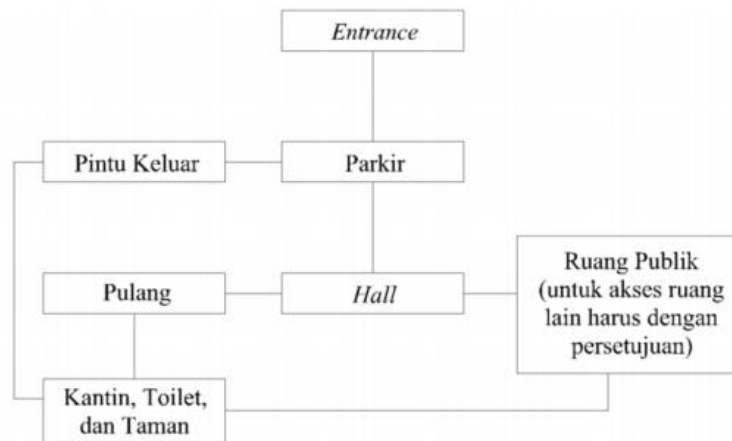 Entrance
Pintu Keluar
Parkir
Pulang
Hall
Ruang Publik
(untuk akses ruang
lain harus dengan
persetujuan)
Kantin, Toilet,
dan Taman